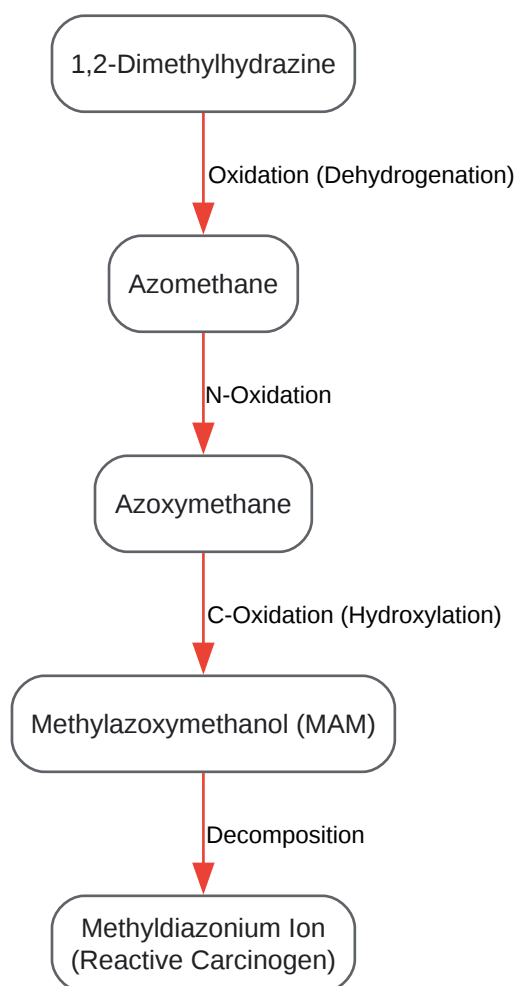 1,2-Dimethylhydrazine
Oxidation (Dehydrogenation)
Azomethane
N-Oxidation
Azoxymethane
C-Oxidation (Hydroxylation)
Methylazoxymethanol (MAM)
Decomposition
Methyldiazonium Ion
(Reactive Carcinogen)